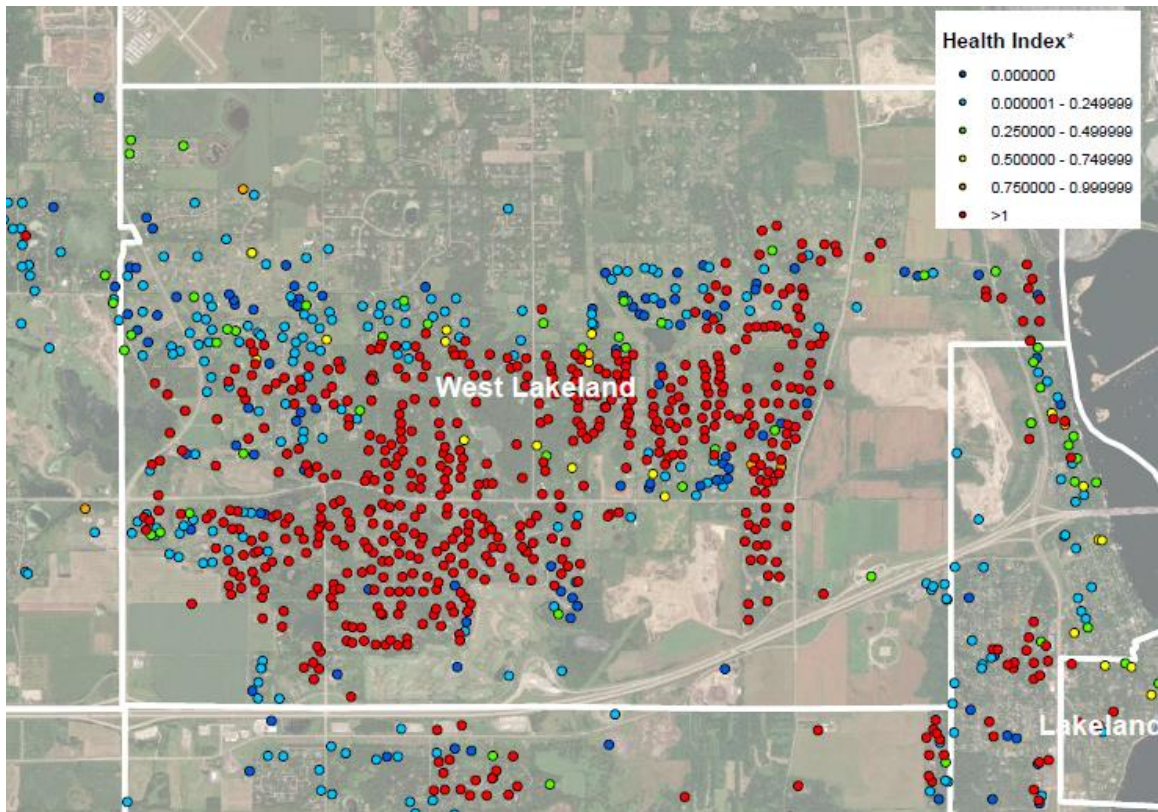 Health Index*
0.000000
0.000001 - 0.249999
0.250000 - 0.499999
0.500000 - 0.749999
0.750000 - 0.999999
>1
West Lakeland
Lakeland